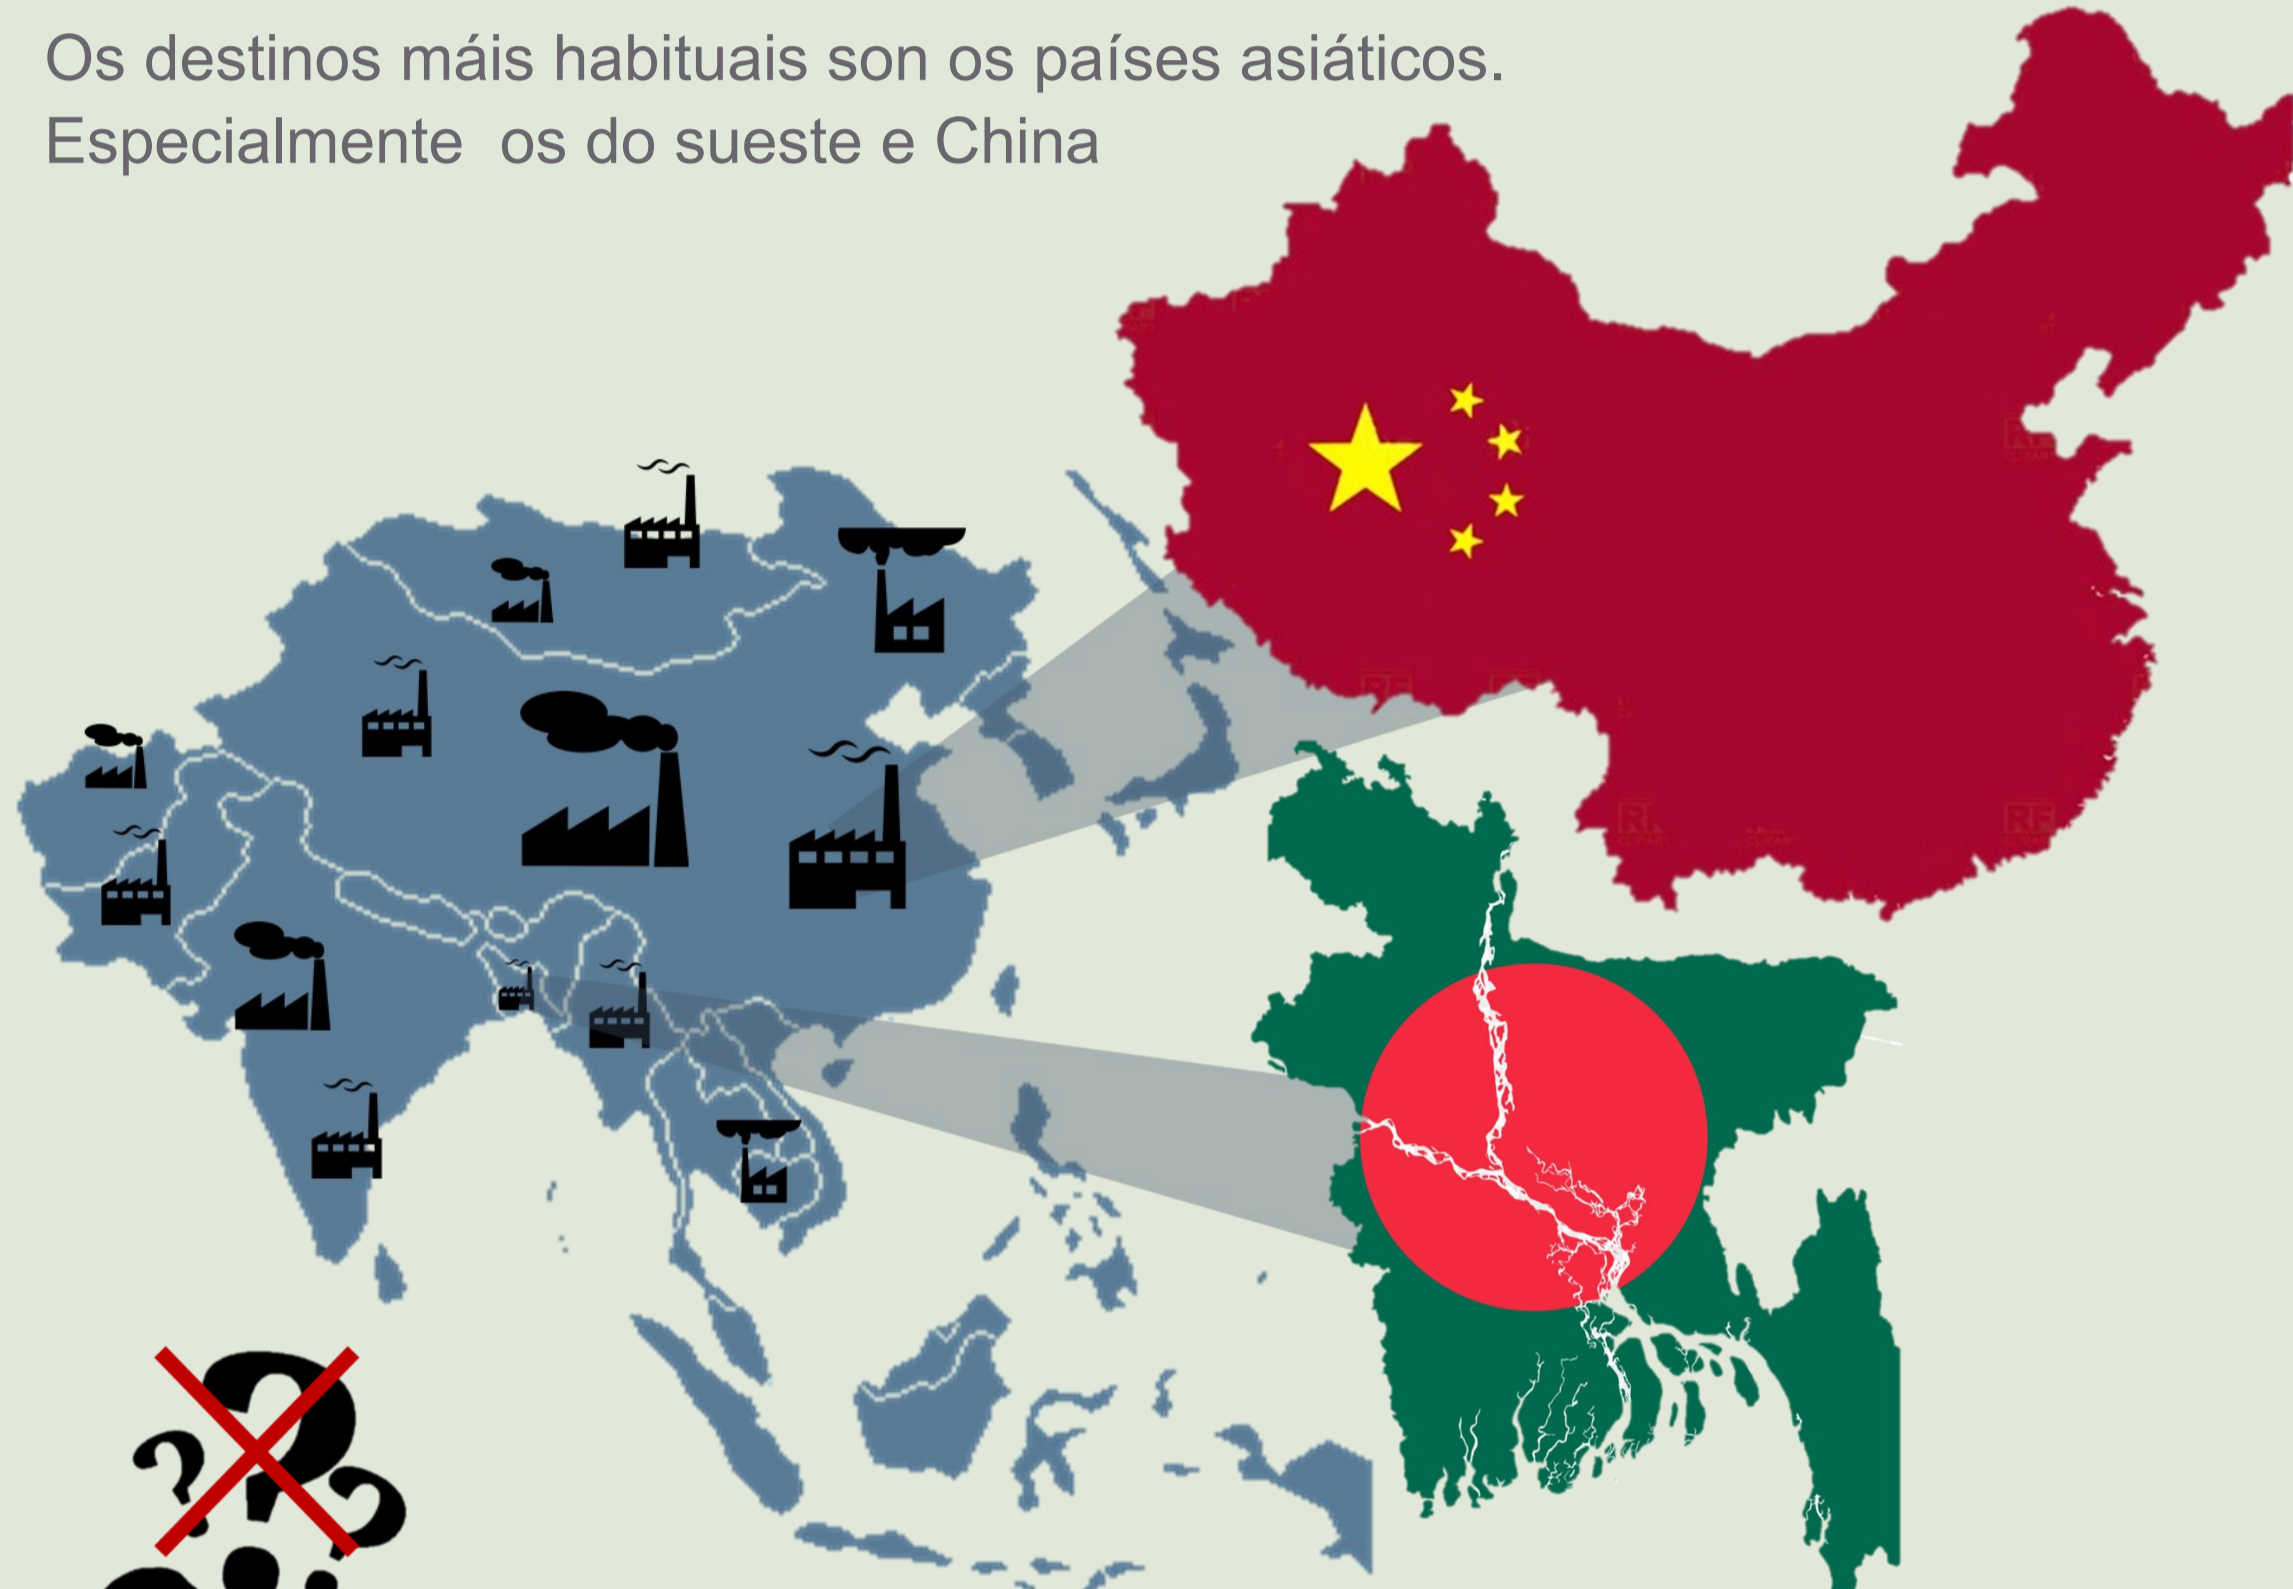 Os destinos máis habituais son os países asiáticos.
Especialmente  os do sueste e China